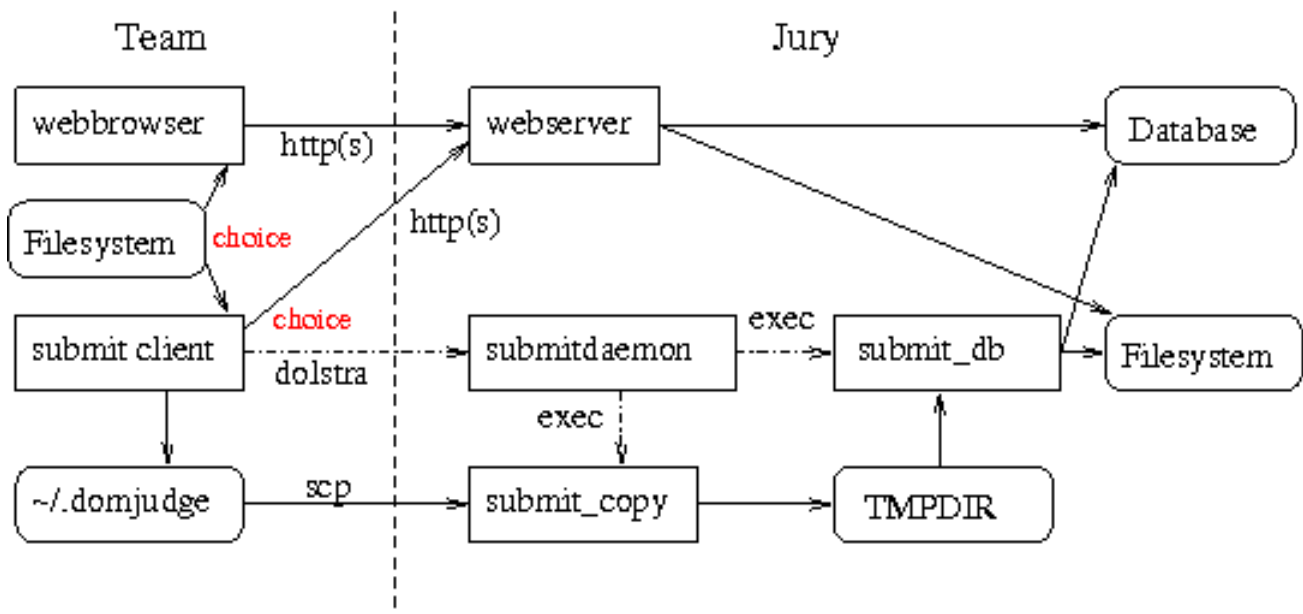 Team
Jury
webbrowser
http(s)
webserver
Database
Filesystem
choice
http(s)
submit client
choice
dolstra
submitdaemon
exec
submit_db
Filesystem
exec
~/.domjudge
scp
submit_copy
TMPDIR